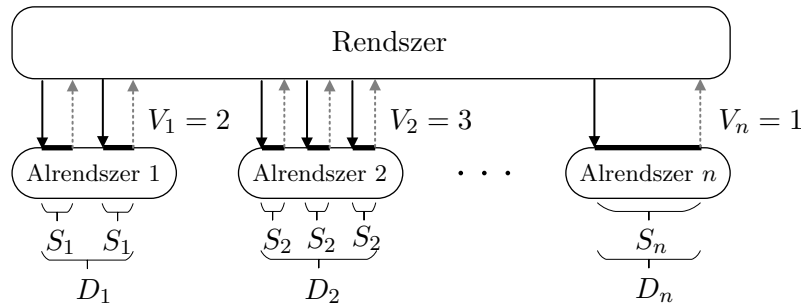 Rendszer
V₁ = 2 V₂ = 3 Vₙ = 1
Alrendszer 1 Alrendszer 2 · · · Alrendszer n
S₁ S₁ S₂ S₂ S₂ Sₙ
D₁ D₂ Dₙ